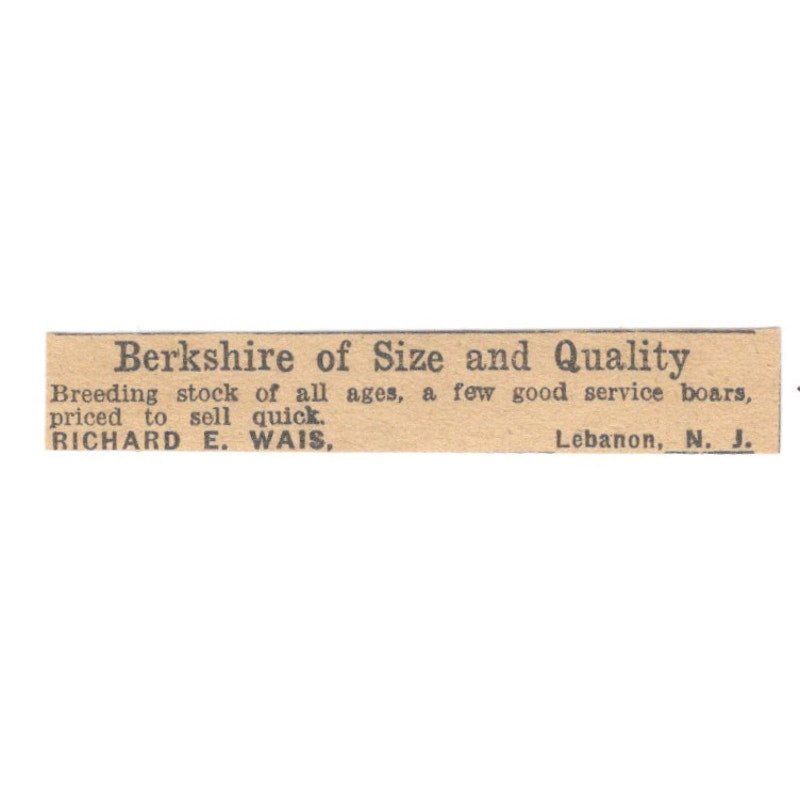 Berkshire of Size and Quality
Breeding stock of all ages, a few good service boars,
priced to sell quick.
RICHARD E. WAIS, Lebanon, N. J.